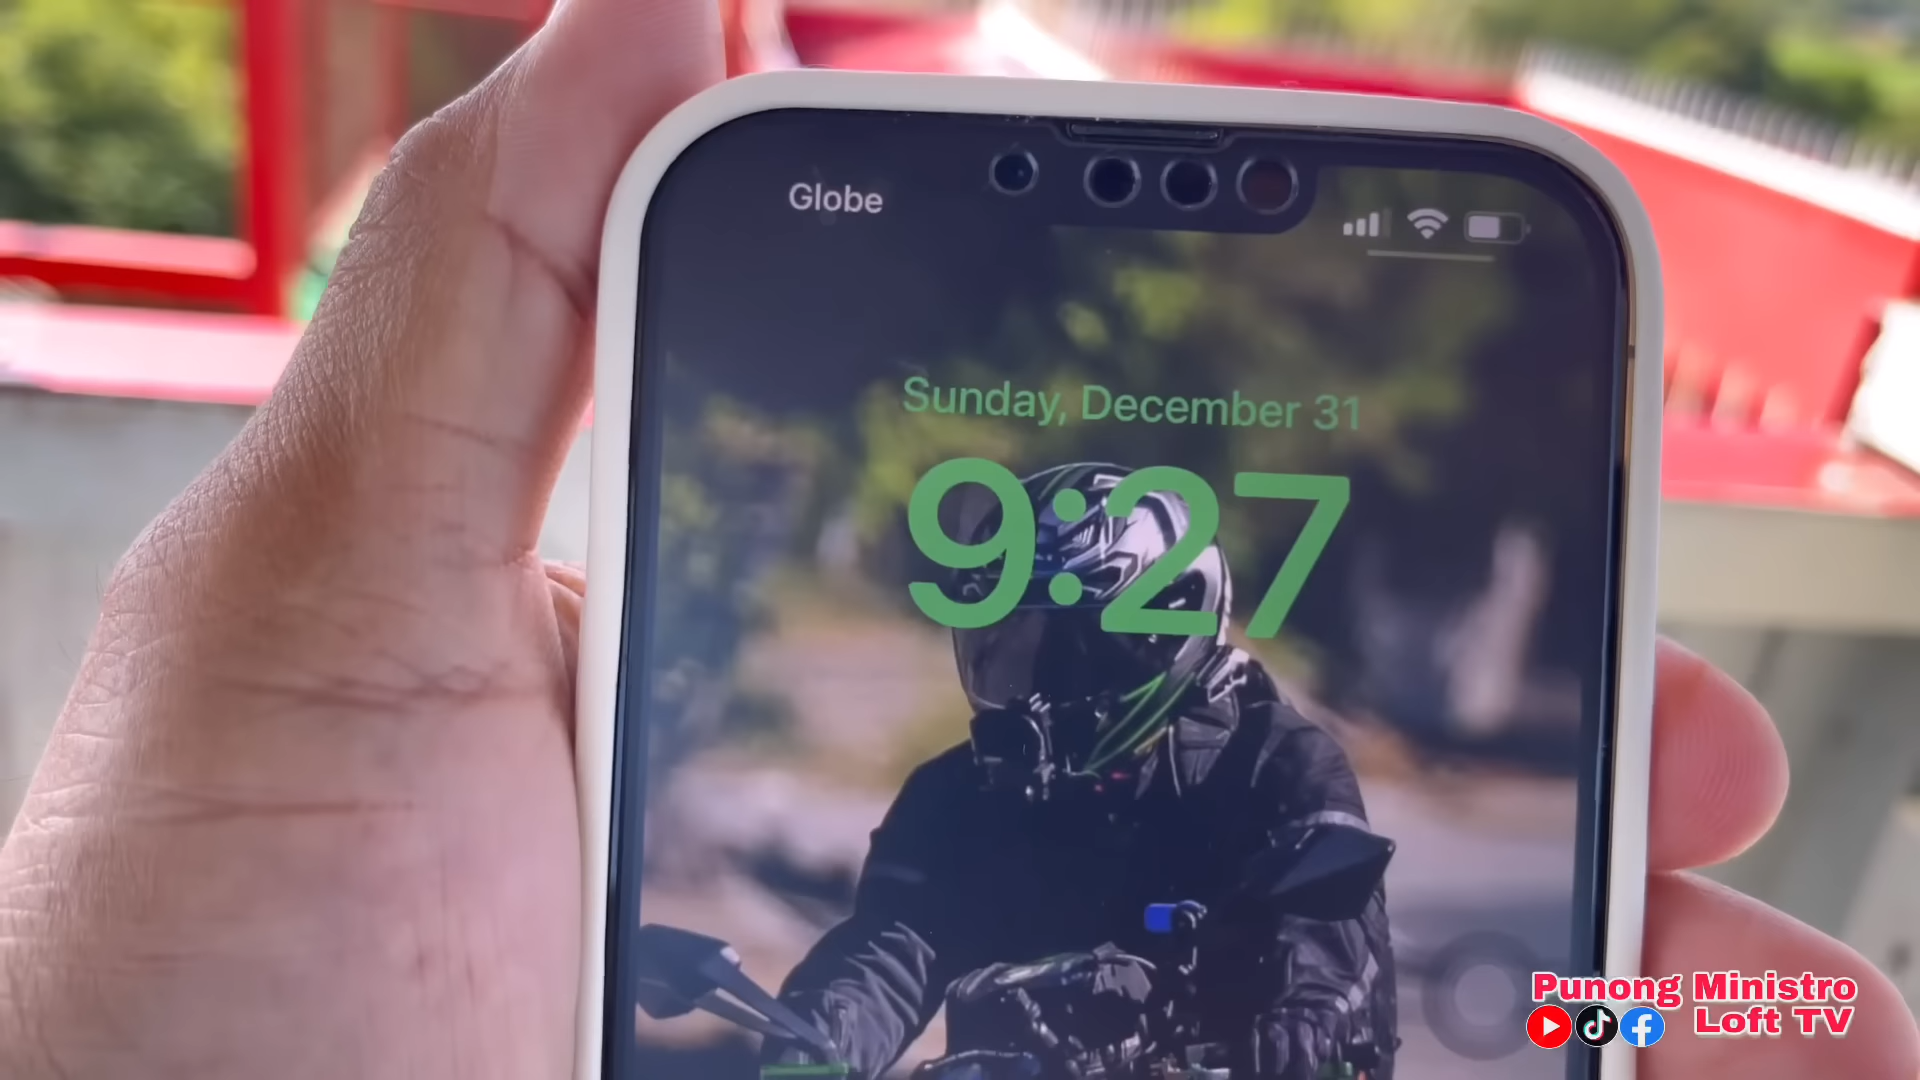 Globe
Sunday, December 31
9:27
Punong Ministro
Loft TV